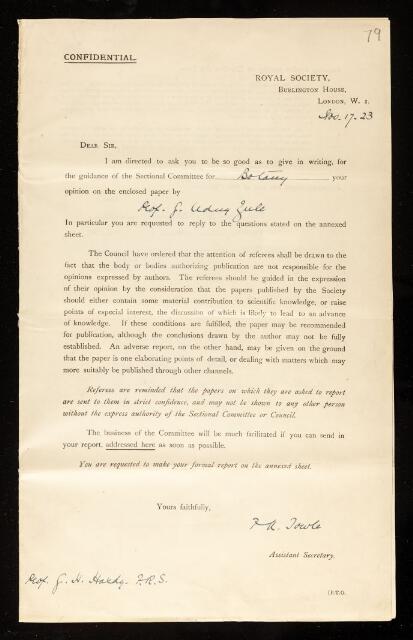 79
CONFIDENTIAL.
ROYAL SOCIETY,
BURLINGTON HOUSE,
LONDON, W. 1.
Nov. 17. 23
DEAR SIR,
I am directed to ask you to be so good as to give in writing, for
the guidance of the Sectional Committee for Botany your
opinion on the enclosed paper by
Prof. G. Udny Yule
In particular you are requested to reply to the questions stated on the annexed
sheet.
The Council have ordered that the attention of referees shall be drawn to the
fact that the body or bodies authorizing publication are not responsible for the
opinions expressed by authors. The referees should be guided in the expression
of their opinion by the consideration that the papers published by the Society
should either contain some material contribution to scientific knowledge, or raise
points of especial interest, the discussion of which is likely to lead to an advance
of knowledge. If these conditions are fulfilled, the paper may be recommended
for publication, although the conclusions drawn by the author may not be fully
established. An adverse report, on the other hand, may be given on the ground
that the paper is one elaborating points of detail, or dealing with matters which may
more suitably be published through other channels.
Referees are reminded that the papers on which they are asked to report
are sent to them in strict confidence, and may not be shown to any other person
without the express authority of the Sectional Committee or Council.
The business of the Committee will be much facilitated if you can send in
your report, addressed here as soon as possible.
You are requested to make your formal report on the annexed sheet.
Yours faithfully,
F. A. Towle
Assistant Secretary.
Prof. G. H. Hardy. F.R.S.
[P.T.O.